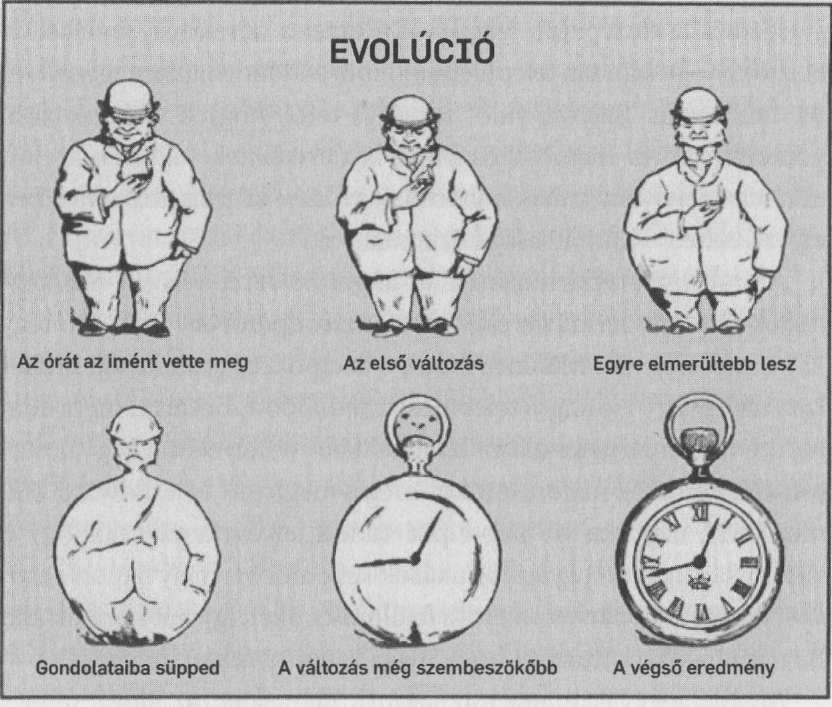 EVOLÚCIÓ
Az órát az imént vette meg
Az első változás
Egyre elmerültebb lesz
Gondolataiba süpped
A változás még szembeszökőbb
A végső eredmény